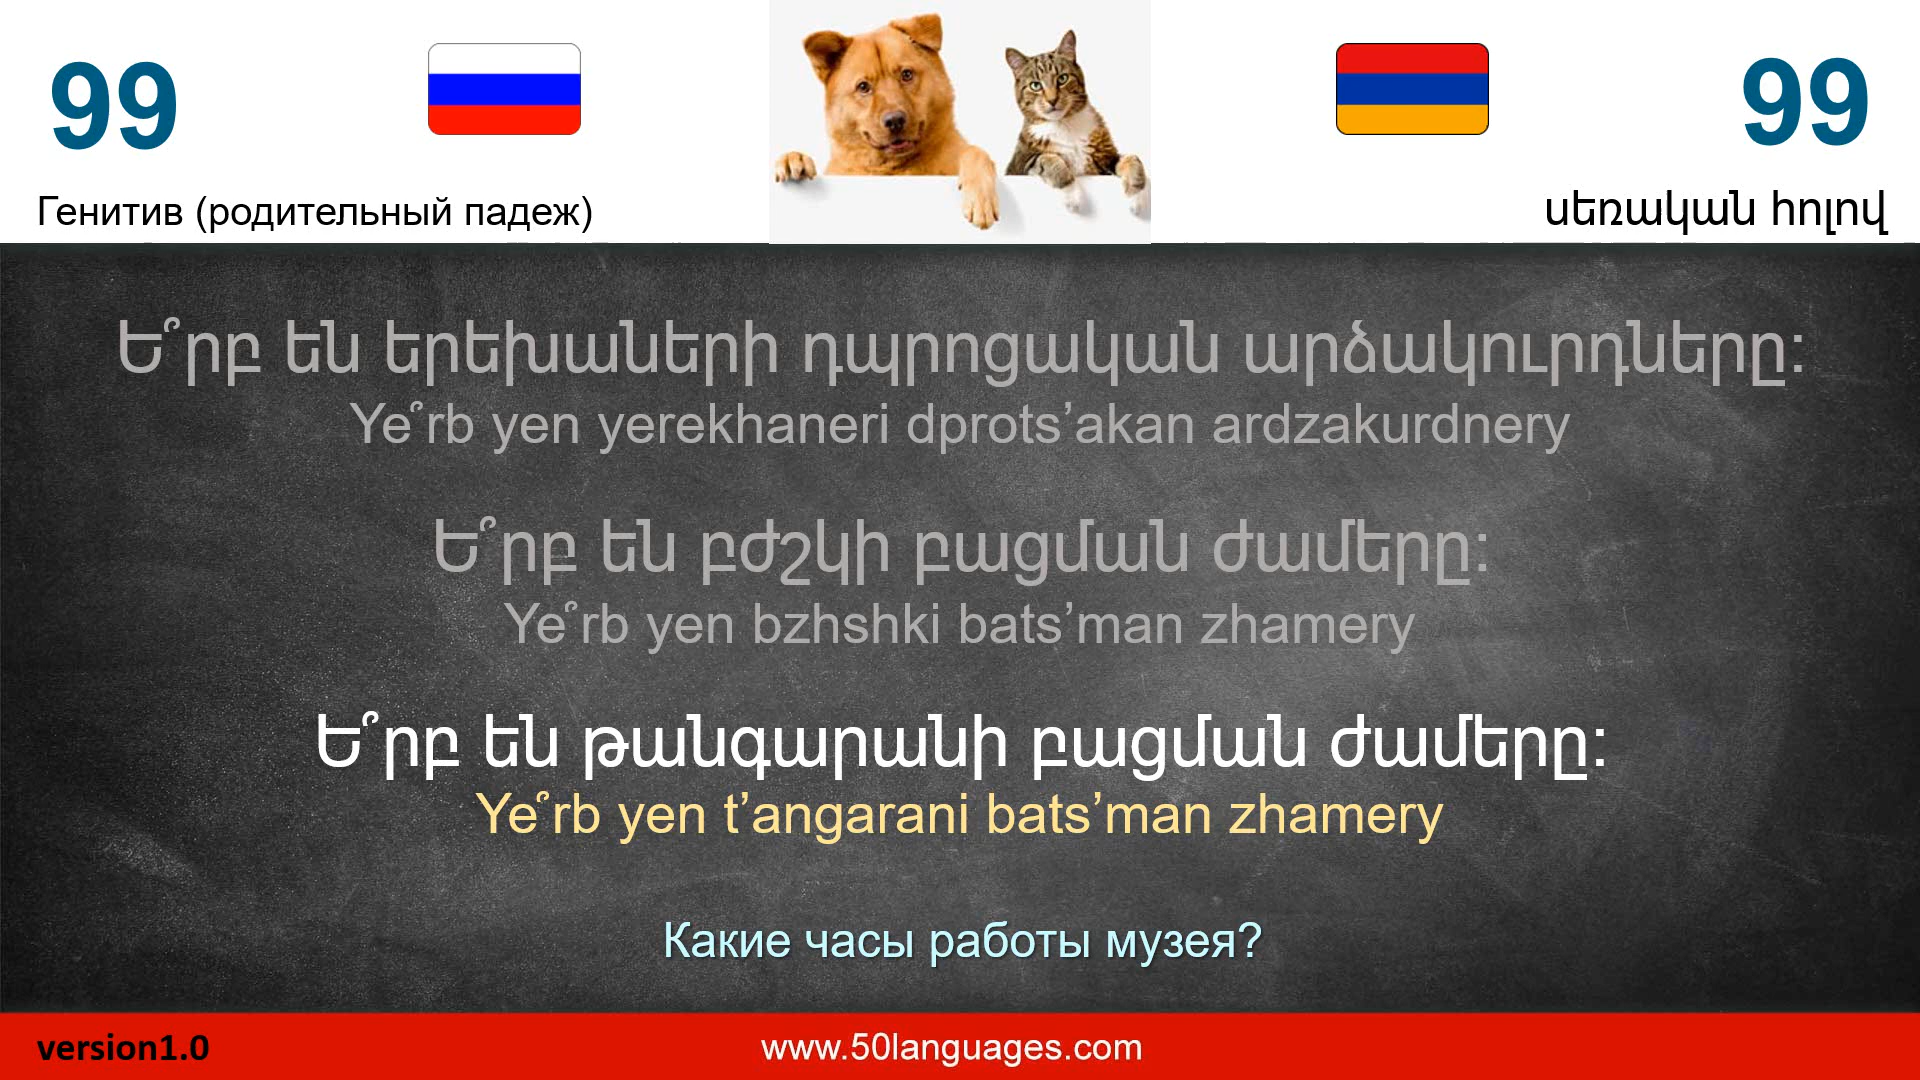 99
99
Генитив (родительный падеж)
սեռական հոլով
Ե՞րբ են երեխաների դպրոցական արձակուրդները:
Ye՞rb yen yerekhaneri dprots’akan ardzakurdnery
Ե՞րբ են բժշկի բացման ժամերը:
Ye՞rb yen bzhshki bats’man zhamery
Ե՞րբ են թանգարանի բացման ժամերը:
Ye՞rb yen t’angarani bats’man zhamery
Какие часы работы музея?
version1.0
www.50languages.com